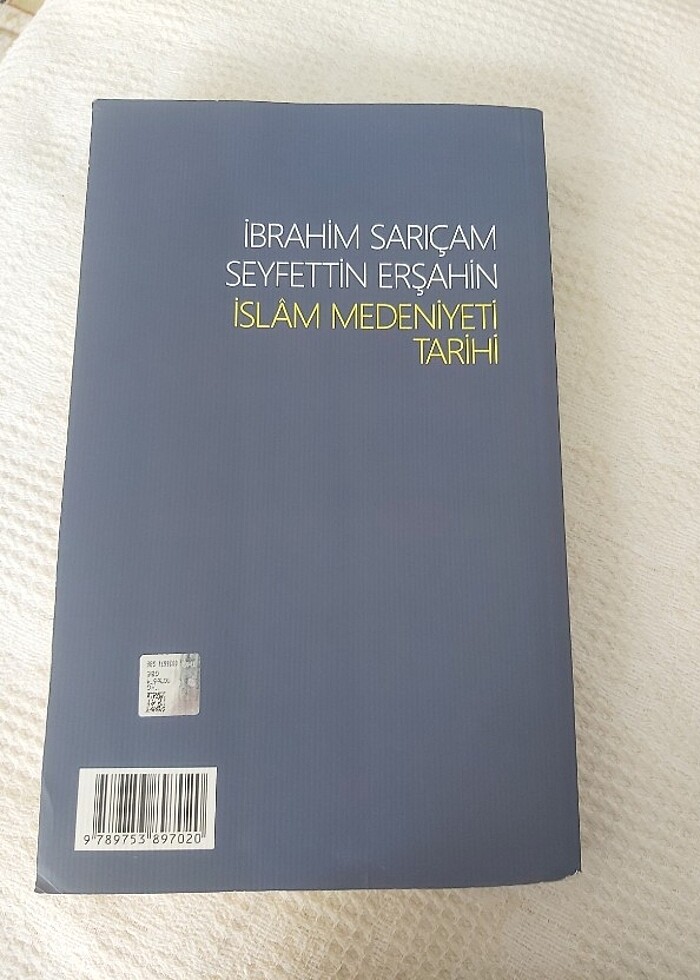 İBRAHİM SARIÇAM
SEYFETTİN ERŞAHİN
İSLÂM MEDENİYETİ
TARİHİ
9 789753 897020